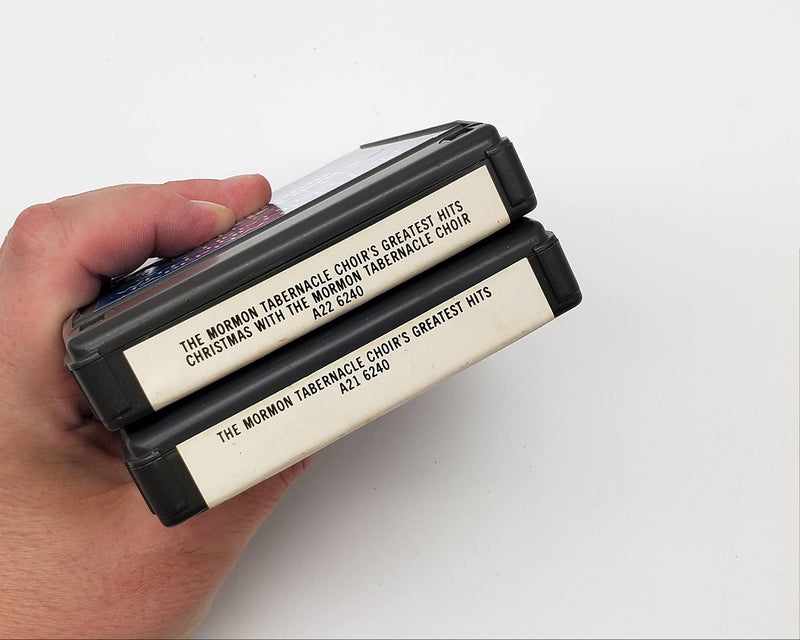 THE MORMON TABERNACLE CHOIR'S GREATEST HITS
CHRISTMAS WITH THE MORMON TABERNACLE CHOIR
A22 6240
THE MORMON TABERNACLE CHOIR'S GREATEST HITS
A21 6240